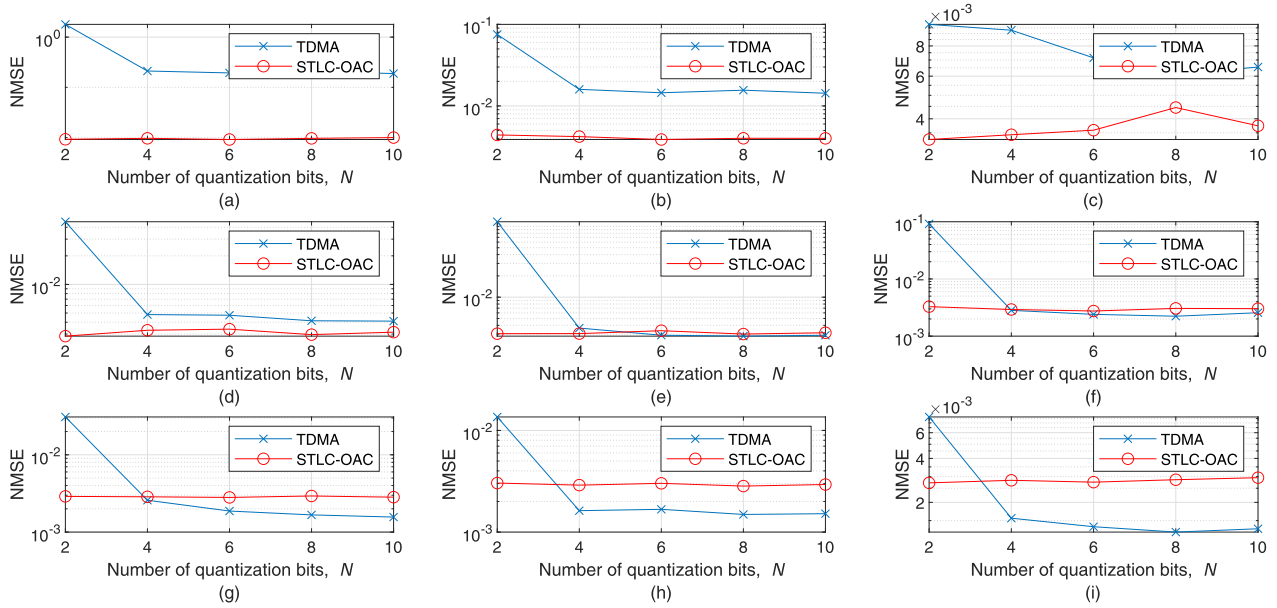 10^0
NMSE
TDMA
STLC-OAC
2 4 6 8 10
Number of quantization bits, N
(a)
10^-1
10^-2
NMSE
TDMA
STLC-OAC
2 4 6 8 10
Number of quantization bits, N
(b)
×10^-3
8
6
4
NMSE
TDMA
STLC-OAC
2 4 6 8 10
Number of quantization bits, N
(c)
10^-2
NMSE
TDMA
STLC-OAC
2 4 6 8 10
Number of quantization bits, N
(d)
10^-2
NMSE
TDMA
STLC-OAC
2 4 6 8 10
Number of quantization bits, N
(e)
10^-1
10^-2
10^-3
NMSE
TDMA
STLC-OAC
2 4 6 8 10
Number of quantization bits, N
(f)
10^-2
10^-3
NMSE
TDMA
STLC-OAC
2 4 6 8 10
Number of quantization bits, N
(g)
10^-2
NMSE
TDMA
STLC-OAC
2 4 6 8 10
Number of quantization bits, N
(h)
×10^-3
6
4
2
NMSE
TDMA
STLC-OAC
2 4 6 8 10
Number of quantization bits, N
(i)